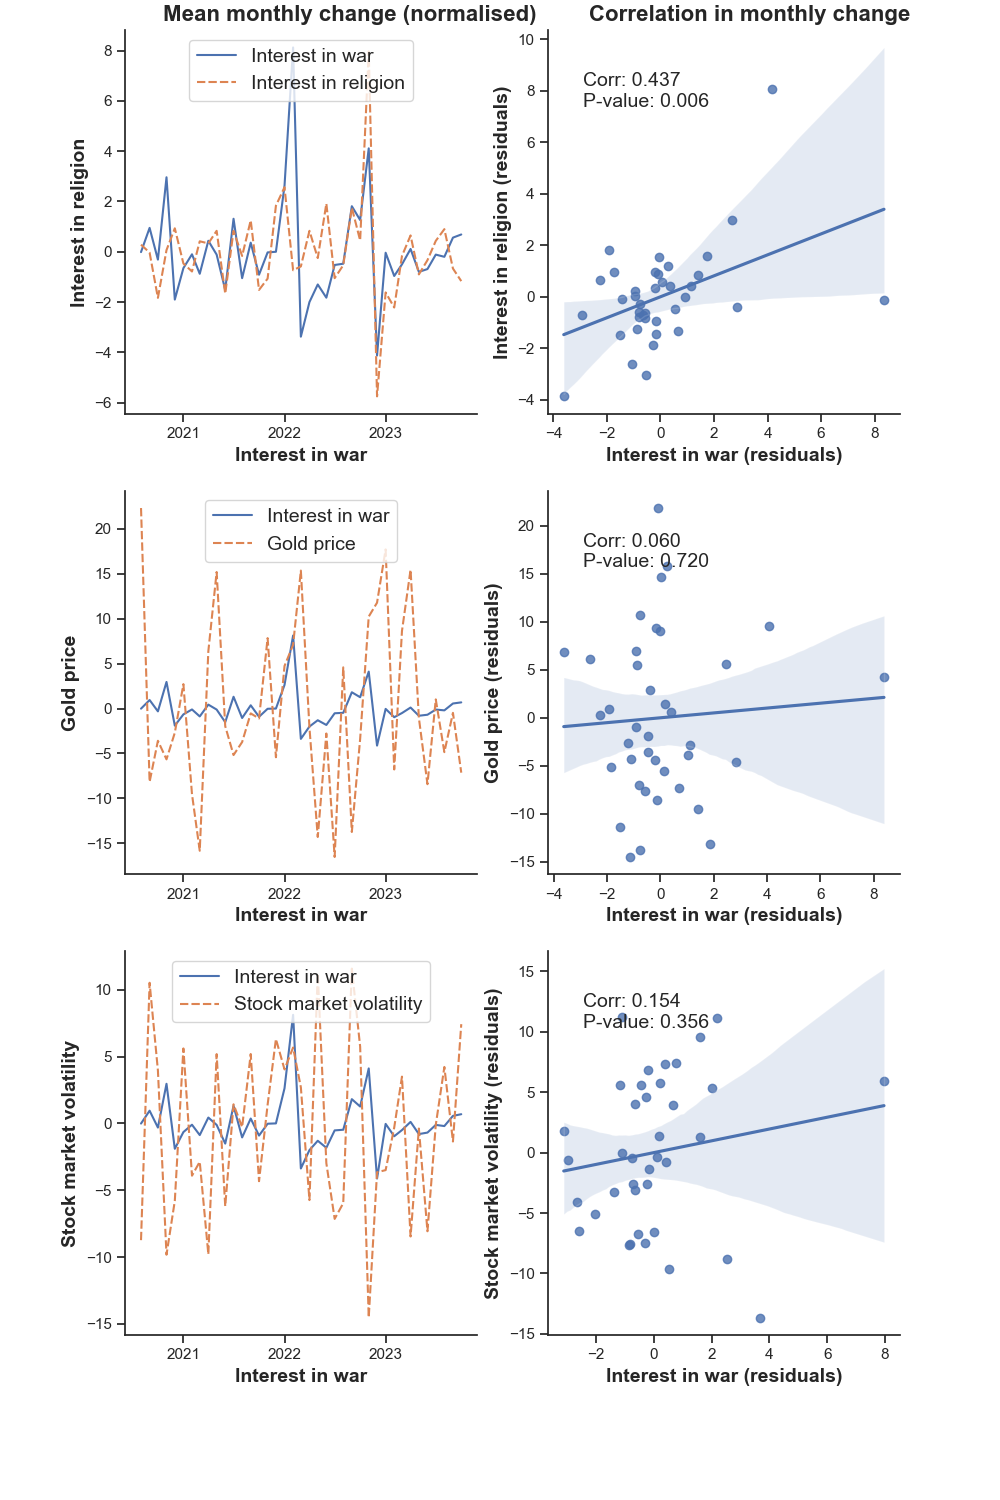 Mean monthly change (normalised)
Correlation in monthly change
Interest in war
Interest in religion
8
6
4
2
0
−2
−4
−6
2021
2022
2023
Interest in religion
Interest in war
Corr: 0.437
P-value: 0.006
10
8
6
4
2
0
−2
−4
−4
−2
0
2
4
6
8
Interest in religion (residuals)
Interest in war (residuals)
Interest in war
Gold price
20
15
10
5
0
−5
−10
−15
2021
2022
2023
Gold price
Interest in war
Corr: 0.060
P-value: 0.720
20
15
10
5
0
−5
−10
−15
−4
−2
0
2
4
6
8
Gold price (residuals)
Interest in war (residuals)
Interest in war
Stock market volatility
10
5
0
−5
−10
−15
2021
2022
2023
Stock market volatility
Interest in war
Corr: 0.154
P-value: 0.356
15
10
5
0
−5
−10
−15
−2
0
2
4
6
8
Stock market volatility (residuals)
Interest in war (residuals)